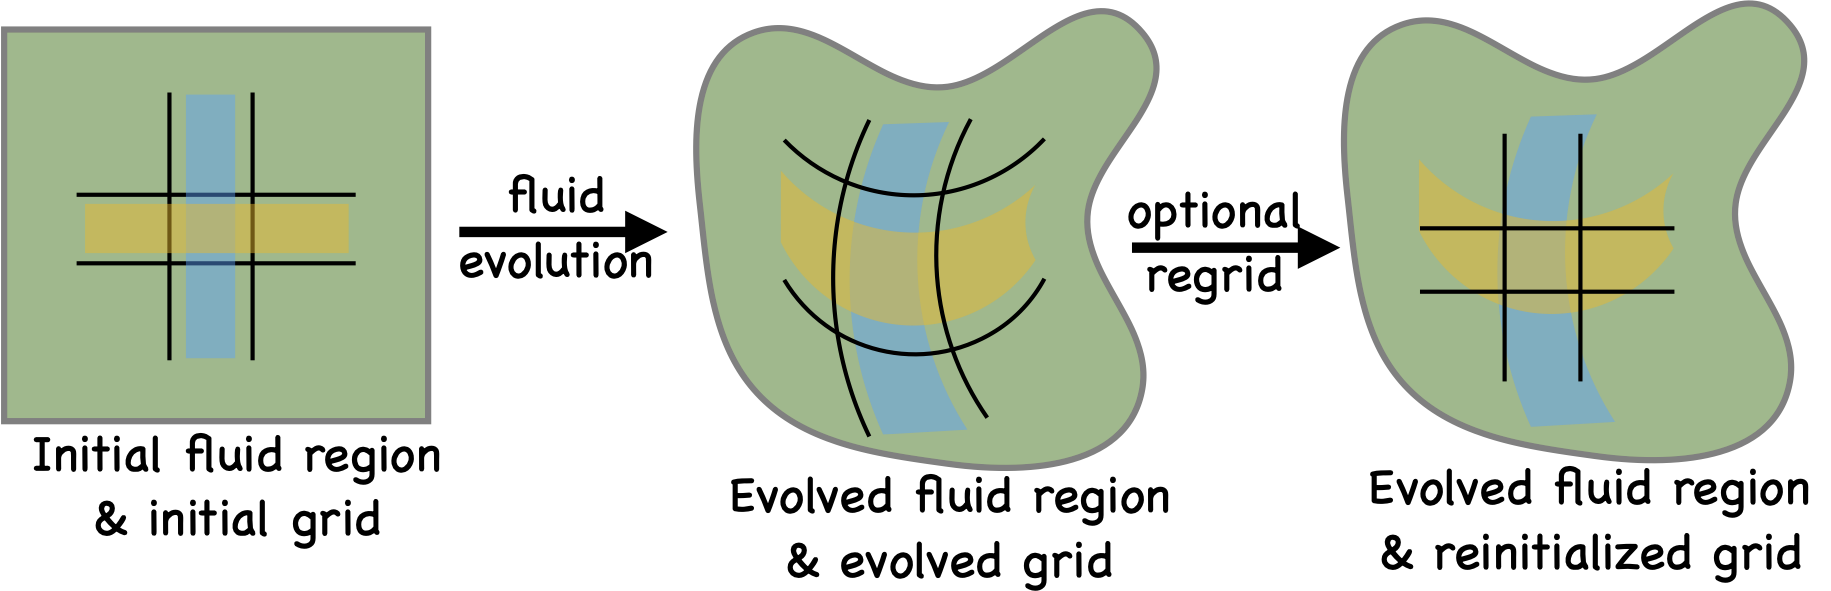 fluid
evolution
optional
regrid
Initial fluid region
& initial grid
Evolved fluid region
& evolved grid
Evolved fluid region
& reinitialized grid